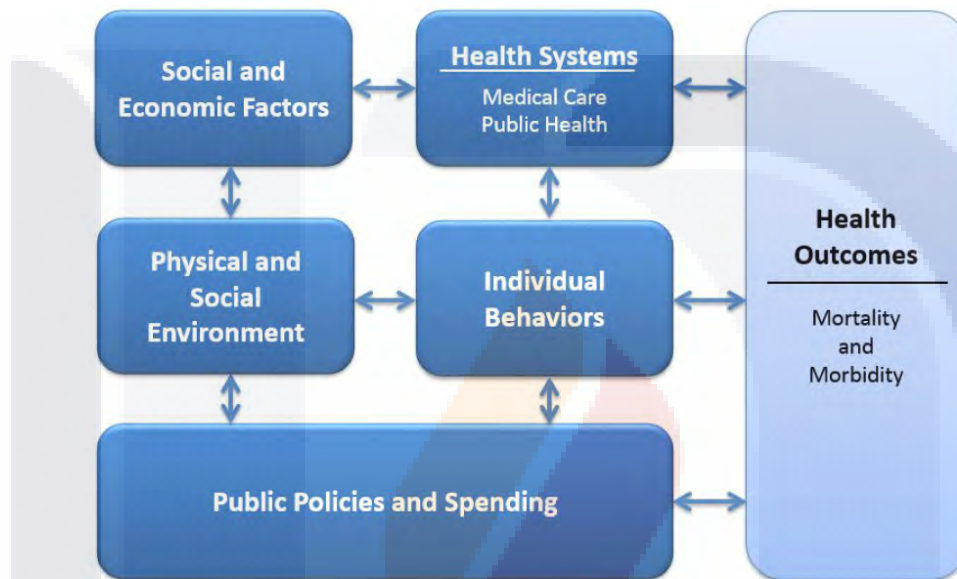 Social and
Economic Factors
Health Systems
Medical Care
Public Health
Physical and
Social
Environment
Individual
Behaviors
Health
Outcomes
Mortality
and
Morbidity
Public Policies and Spending